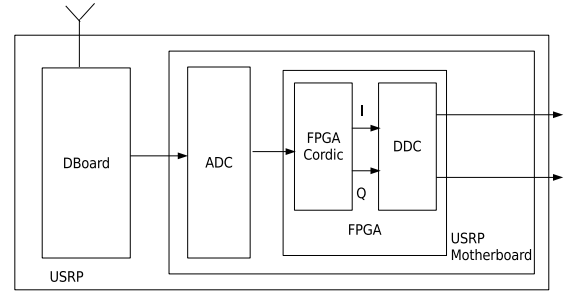 I
FPGA
Cordic
DBoard
ADC
DDC
Q
FPGA
USRP
Motherboard
USRP